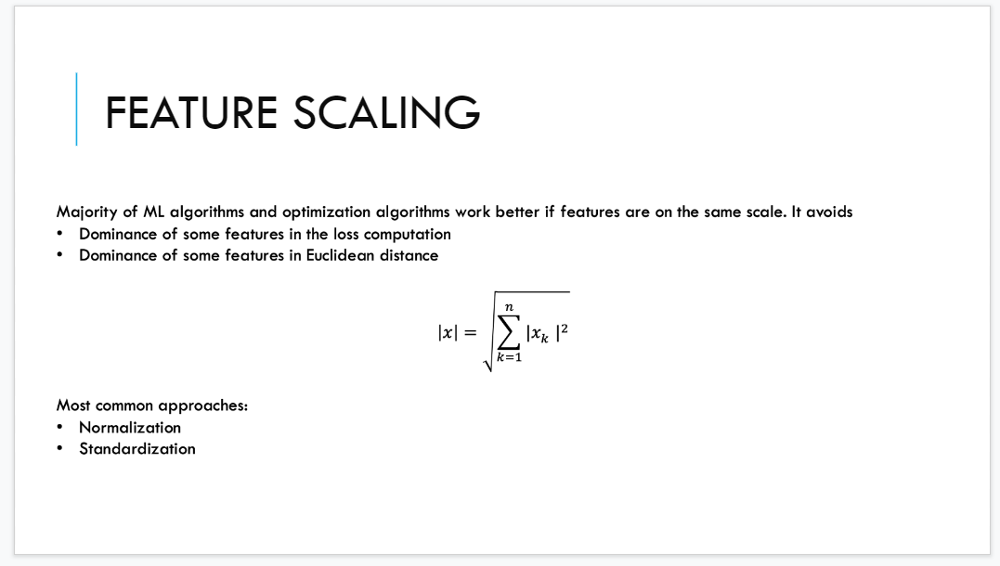 FEATURE SCALING
Majority of ML algorithms and optimization algorithms work better if features are on the same scale. It avoids
• Dominance of some features in the loss computation
• Dominance of some features in Euclidean distance
|x| = √(∑_{k=1}^{n} |x_k|²)
Most common approaches:
• Normalization
• Standardization